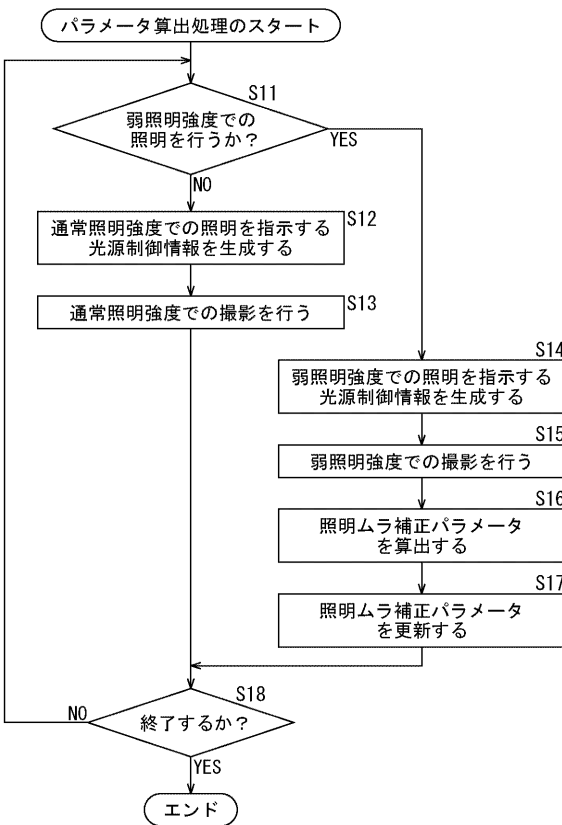 パラメータ算出処理のスタート
S11
弱照明強度での
照明を行うか？
YES
NO
S12
通常照明強度での照明を指示する
光源制御情報を生成する
S13
通常照明強度での撮影を行う
S14
弱照明強度での照明を指示する
光源制御情報を生成する
S15
弱照明強度での撮影を行う
S16
照明ムラ補正パラメータ
を算出する
S17
照明ムラ補正パラメータ
を更新する
S18
終了するか？
NO
YES
エンド